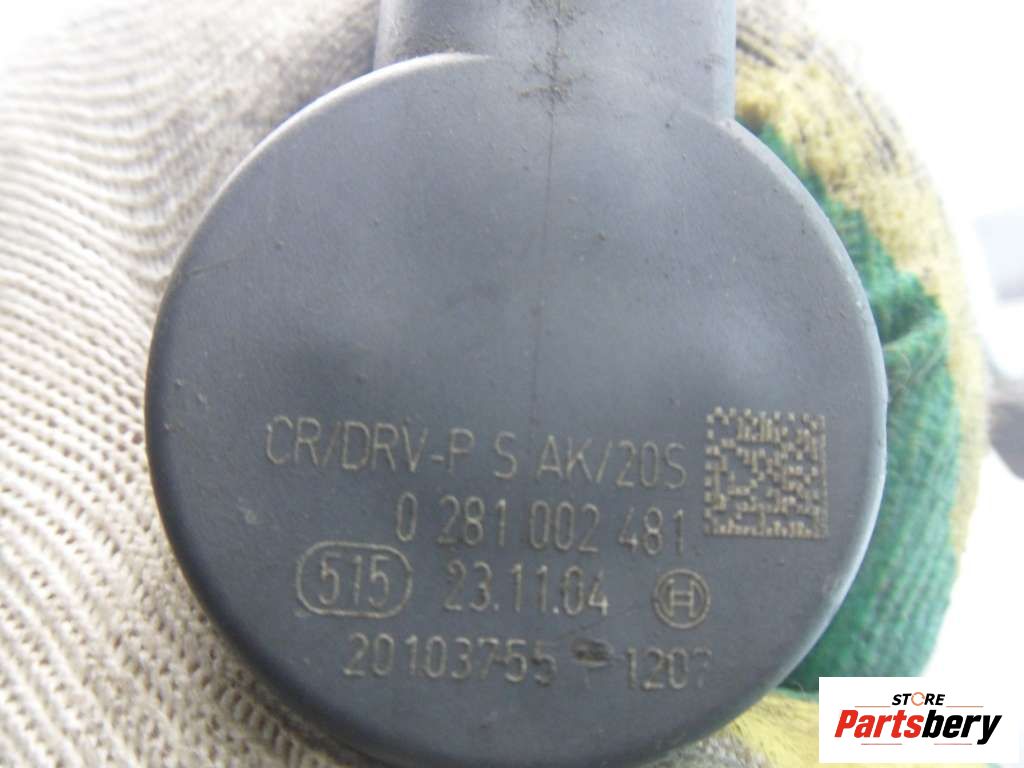 CR/DRV-P S AK/20S
0 281 002 481
515 23.11.04 H
20103755 - 1207
STORE
Partsbery